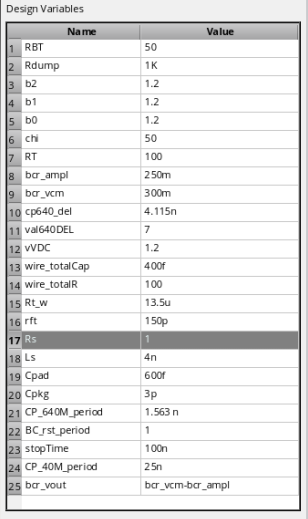 Design Variables
Name Value
1 RBT 50
2 Rdump 1K
3 b2 1.2
4 b1 1.2
5 b0 1.2
6 chi 50
7 RT 100
8 bcr_ampl 250m
9 bcr_vcm 300m
10 cp640_del 4.115n
11 val640DEL 7
12 vVDC 1.2
13 wire_totalCap 400f
14 wire_totalR 100
15 Rt_w 13.5u
16 rft 150p
17 Rs 1
18 Ls 4n
19 Cpad 600f
20 Cpkg 3p
21 CP_640M_period 1.563 n
22 BC_rst_period 1
23 stopTime 100n
24 CP_40M_period 25n
25 bcr_vout bcr_vcm-bcr_ampl